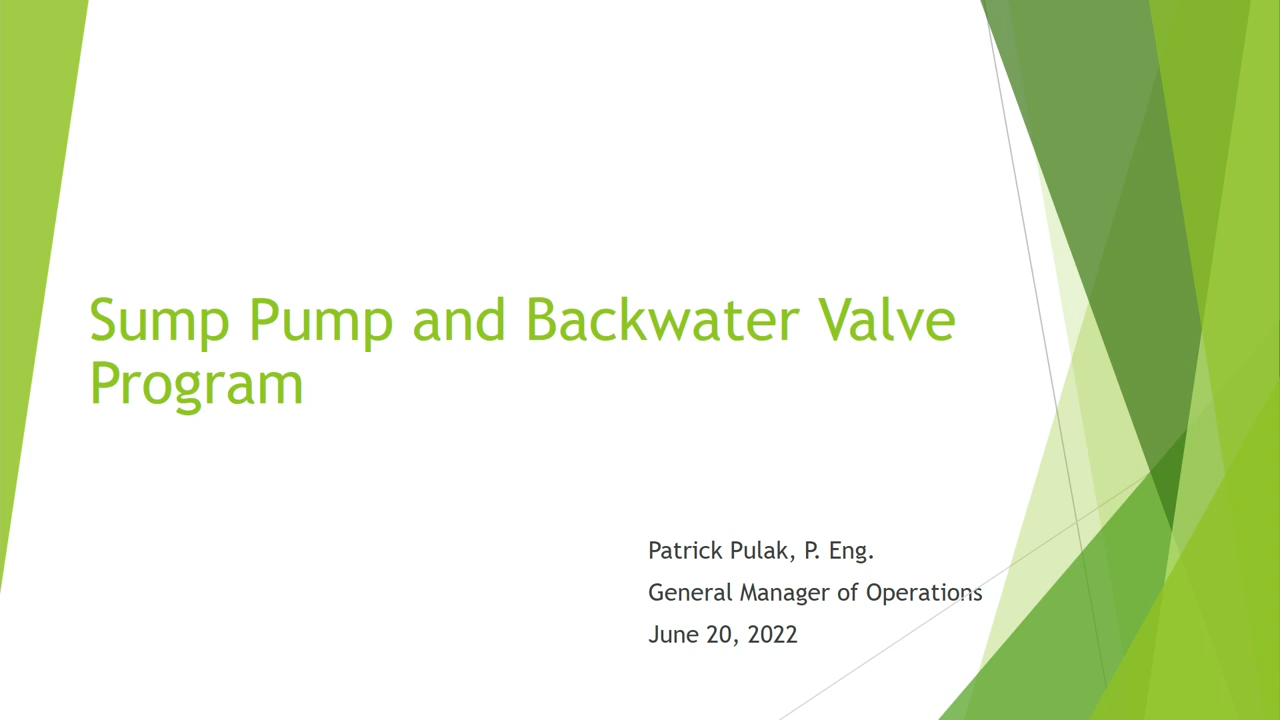 Sump Pump and Backwater Valve
Program
Patrick Pulak, P. Eng.
General Manager of Operations
June 20, 2022